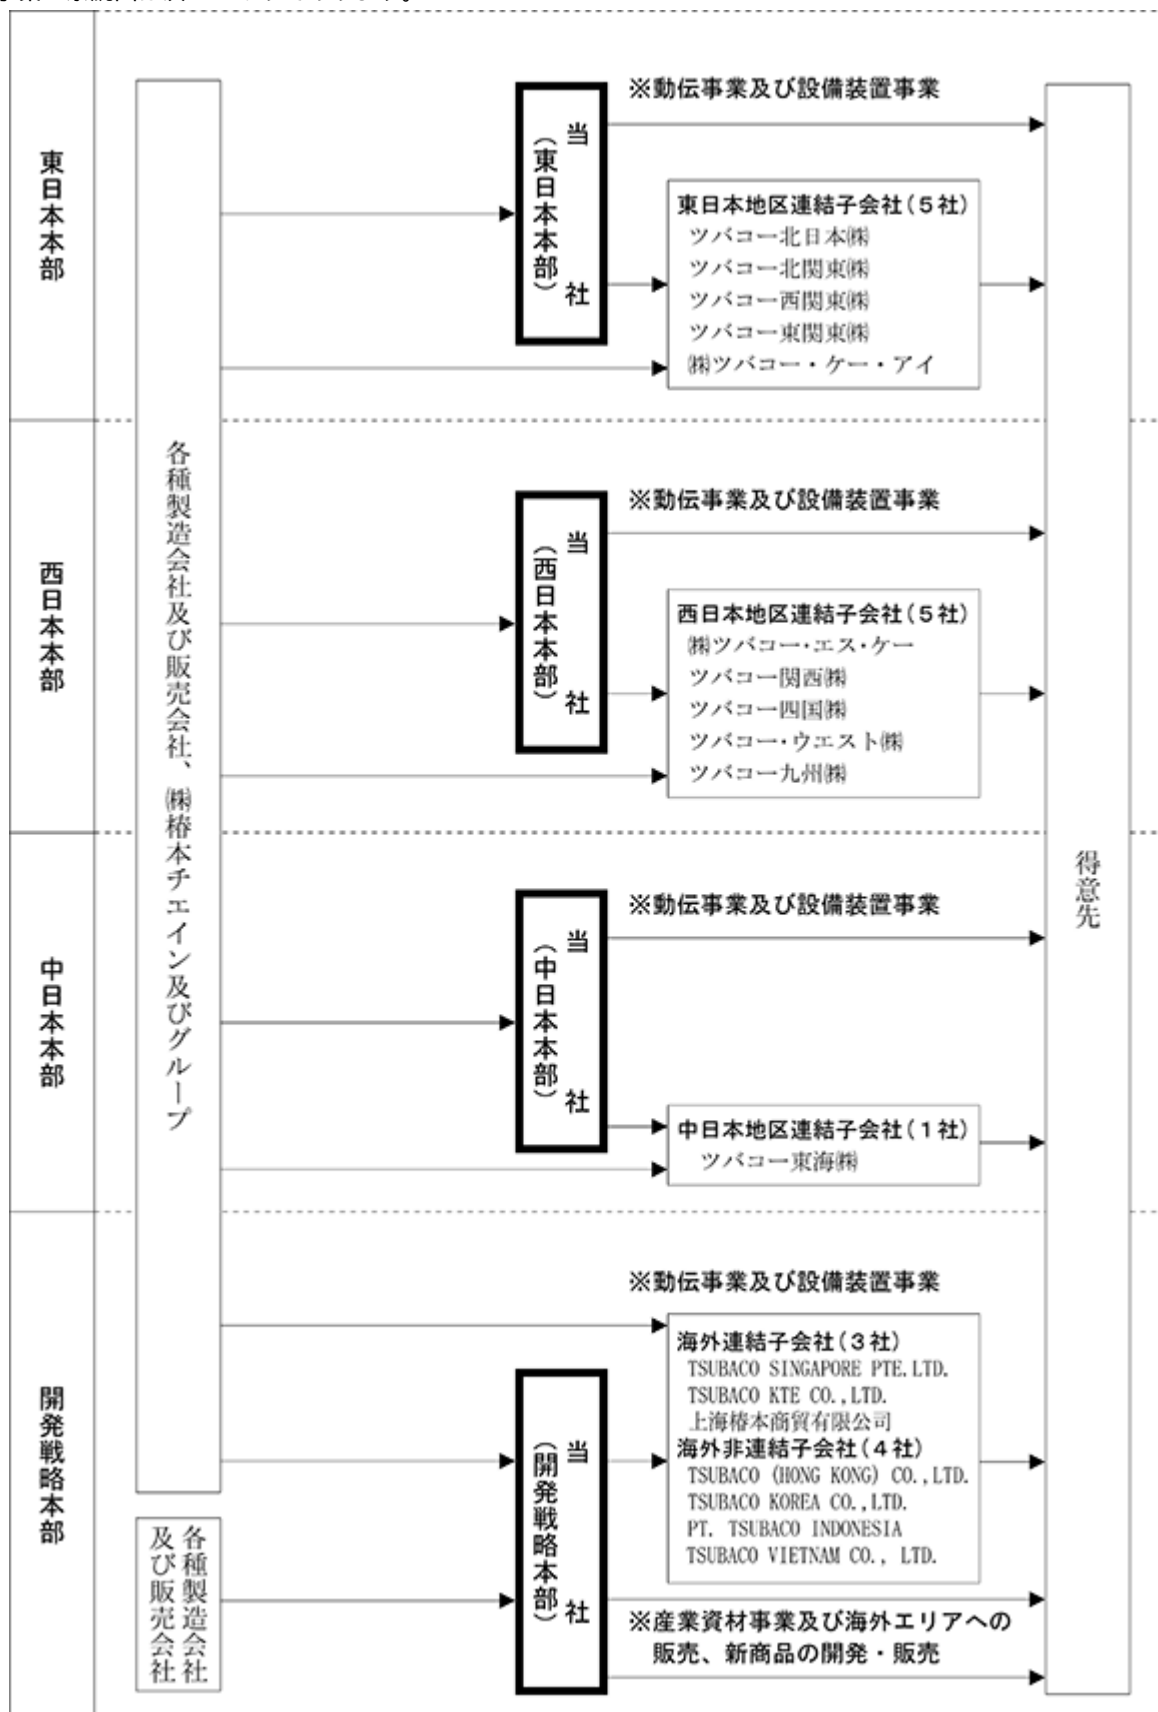 東日本本部
各種製造会社及び販売会社、㈱椿本チエイン及びグループ
当社
(東日本本部)
※動伝事業及び設備装置事業
東日本地区連結子会社(5社)
ツバコー北日本㈱
ツバコー北関東㈱
ツバコー西関東㈱
ツバコー東関東㈱
㈱ツバコー・ケー・アイ
得意先
西日本本部
当社
(西日本本部)
※動伝事業及び設備装置事業
西日本地区連結子会社(5社)
㈱ツバコー・エス・ケー
ツバコー関西㈱
ツバコー四国㈱
ツバコー・ウエスト㈱
ツバコー九州㈱
中日本本部
当社
(中日本本部)
※動伝事業及び設備装置事業
中日本地区連結子会社(1社)
ツバコー東海㈱
開発戦略本部
各種製造会社
及び販売会社
当社
(開発戦略本部)
※動伝事業及び設備装置事業
海外連結子会社(3社)
TSUBACO SINGAPORE PTE.LTD.
TSUBACO KTE CO.,LTD.
上海椿本商貿有限公司
海外非連結子会社(4社)
TSUBACO (HONG KONG) CO.,LTD.
TSUBACO KOREA CO.,LTD.
PT. TSUBACO INDONESIA
TSUBACO VIETNAM CO., LTD.
※産業資材事業及び海外エリアへの
販売、新商品の開発・販売